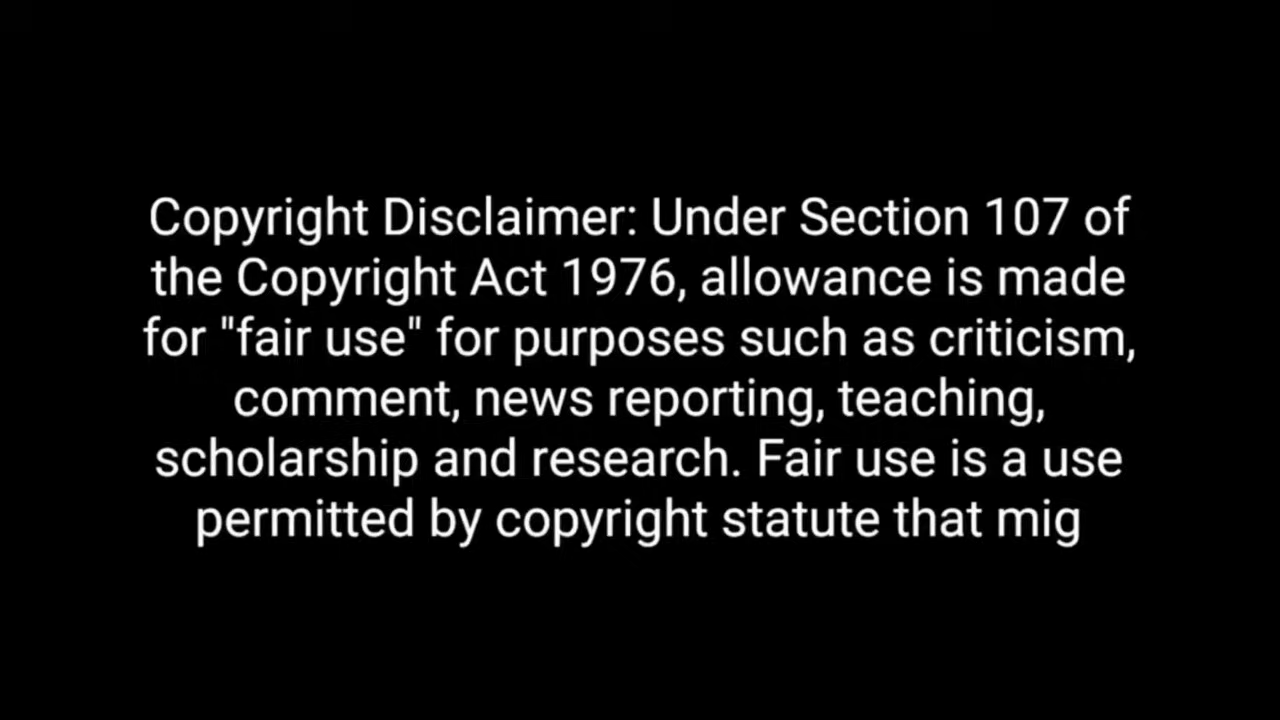 Copyright Disclaimer: Under Section 107 of
the Copyright Act 1976, allowance is made
for "fair use" for purposes such as criticism,
comment, news reporting, teaching,
scholarship and research. Fair use is a use
permitted by copyright statute that mig